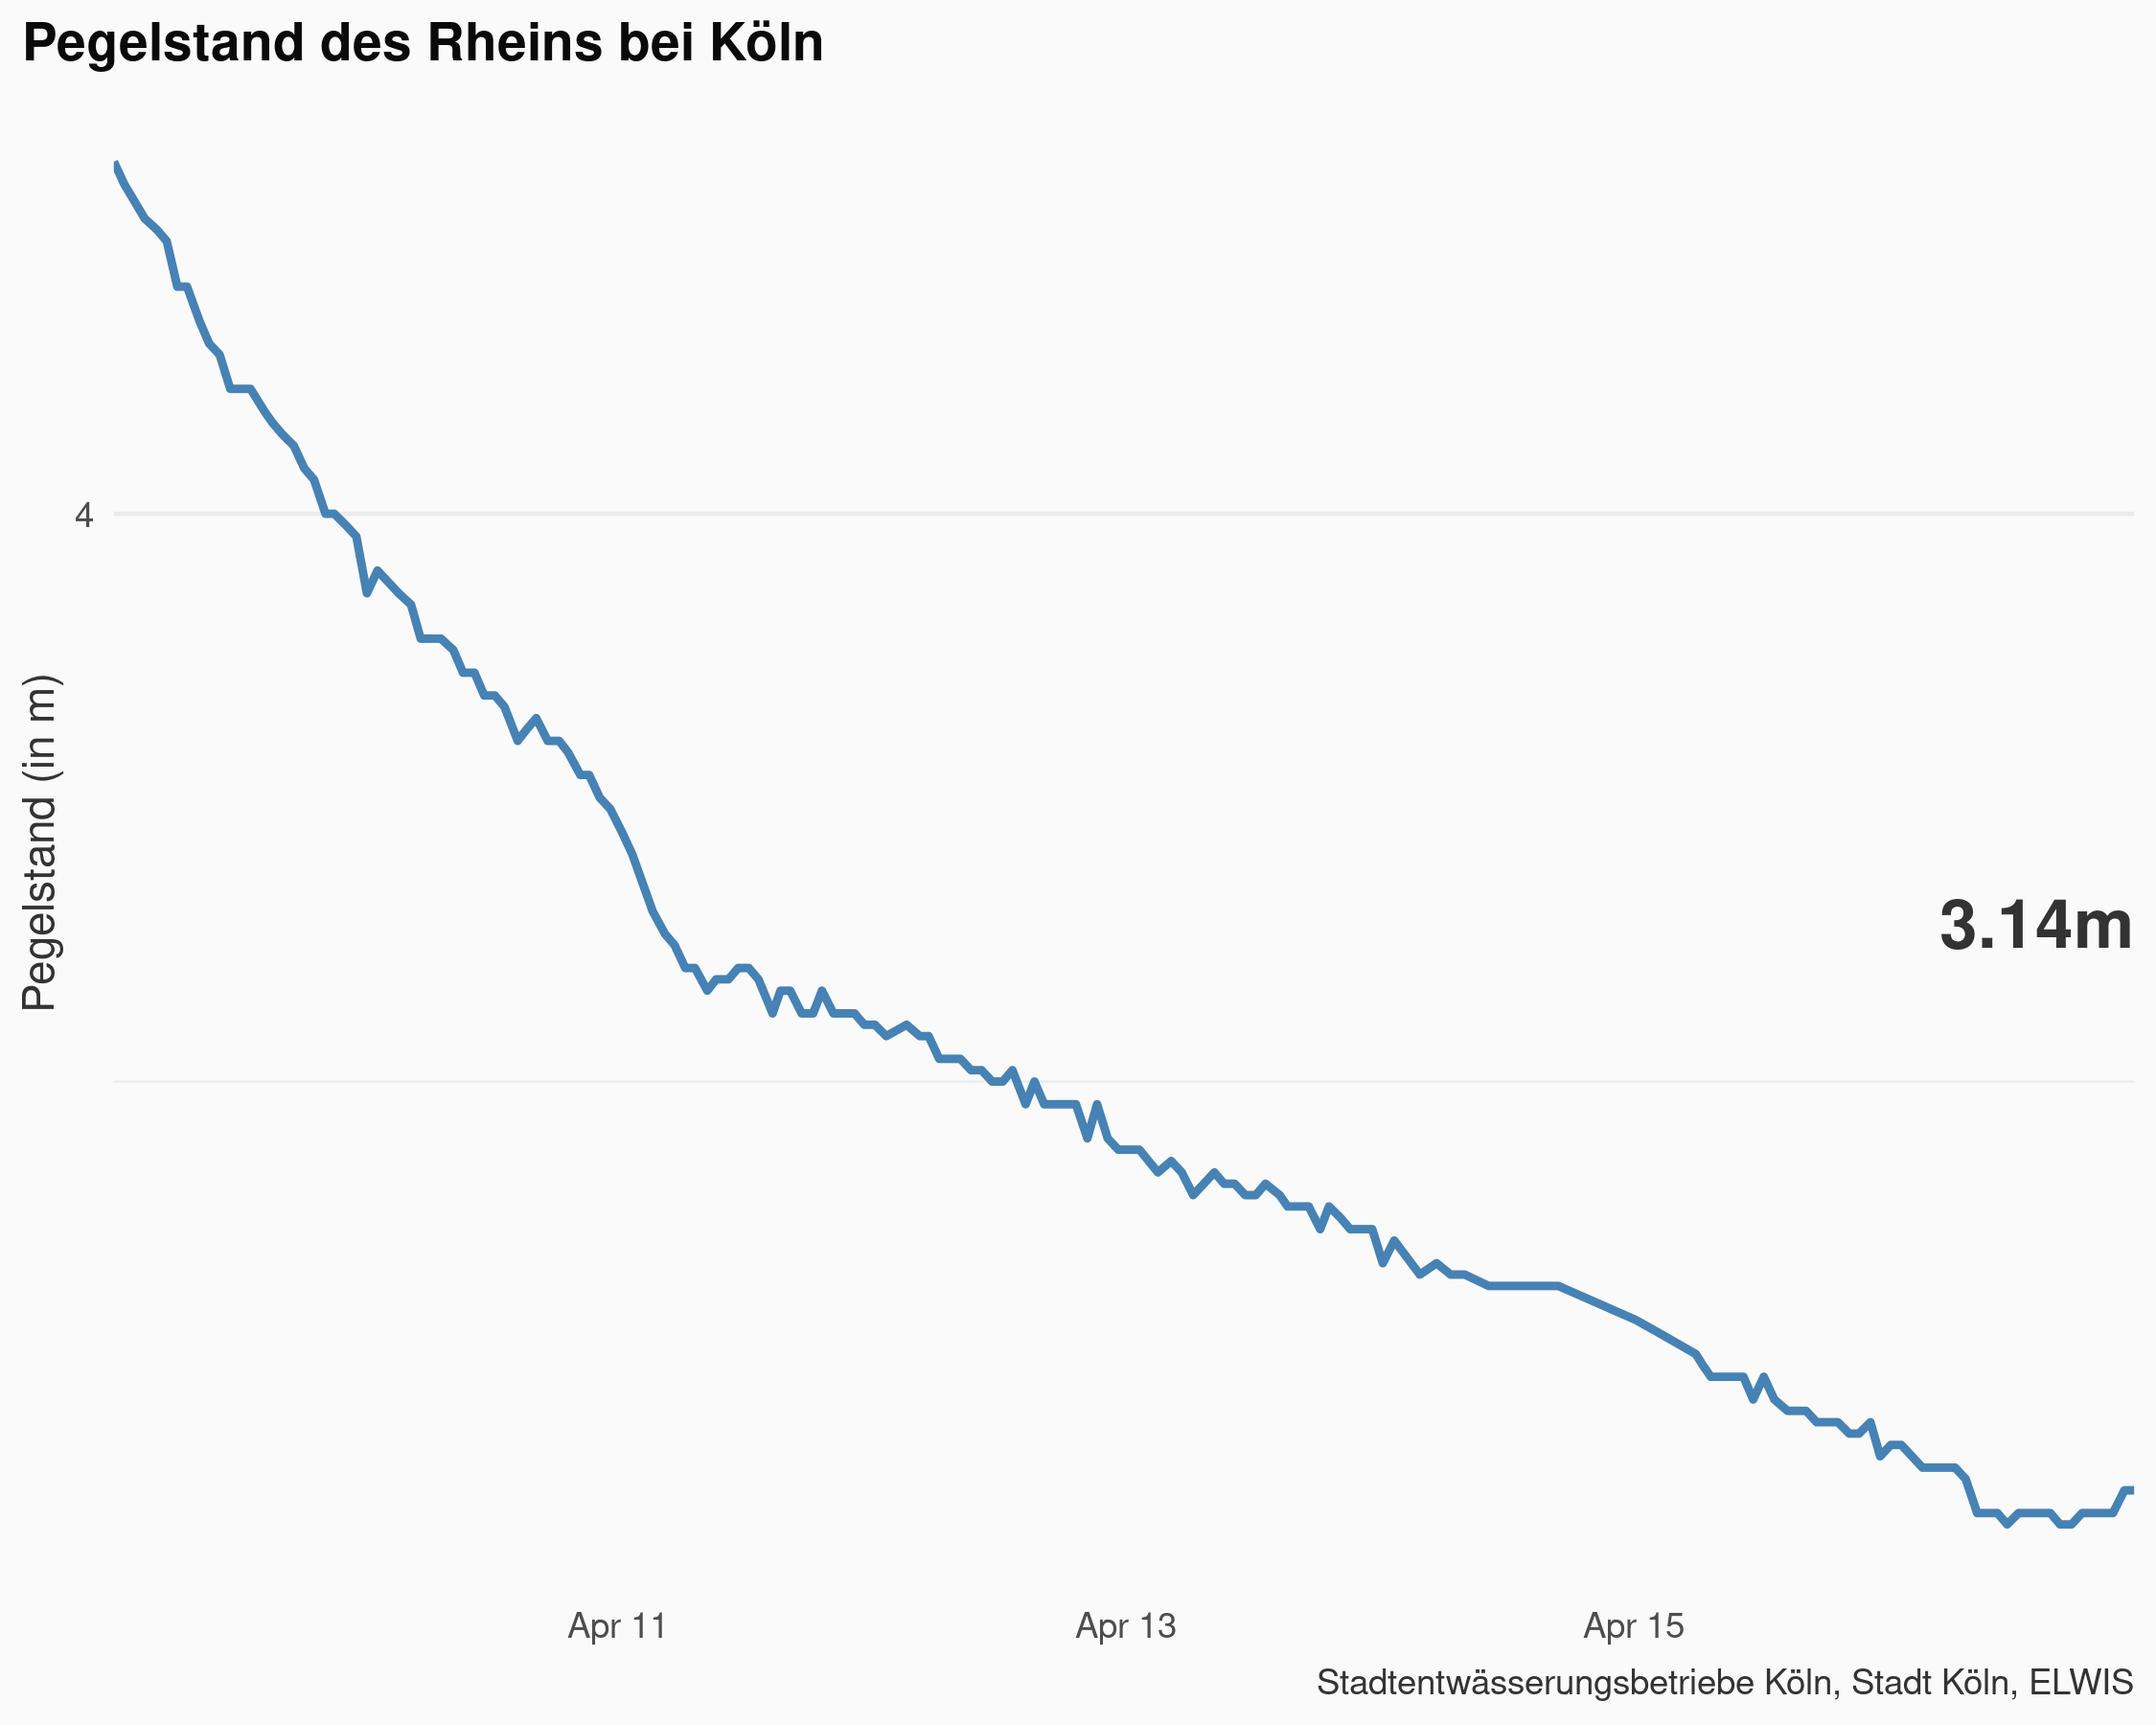 Pegelstand des Rheins bei Köln
4
Pegelstand (in m)
3.14m
Apr 11
Apr 13
Apr 15
Stadtentwässerungsbetriebe Köln, Stadt Köln, ELWIS